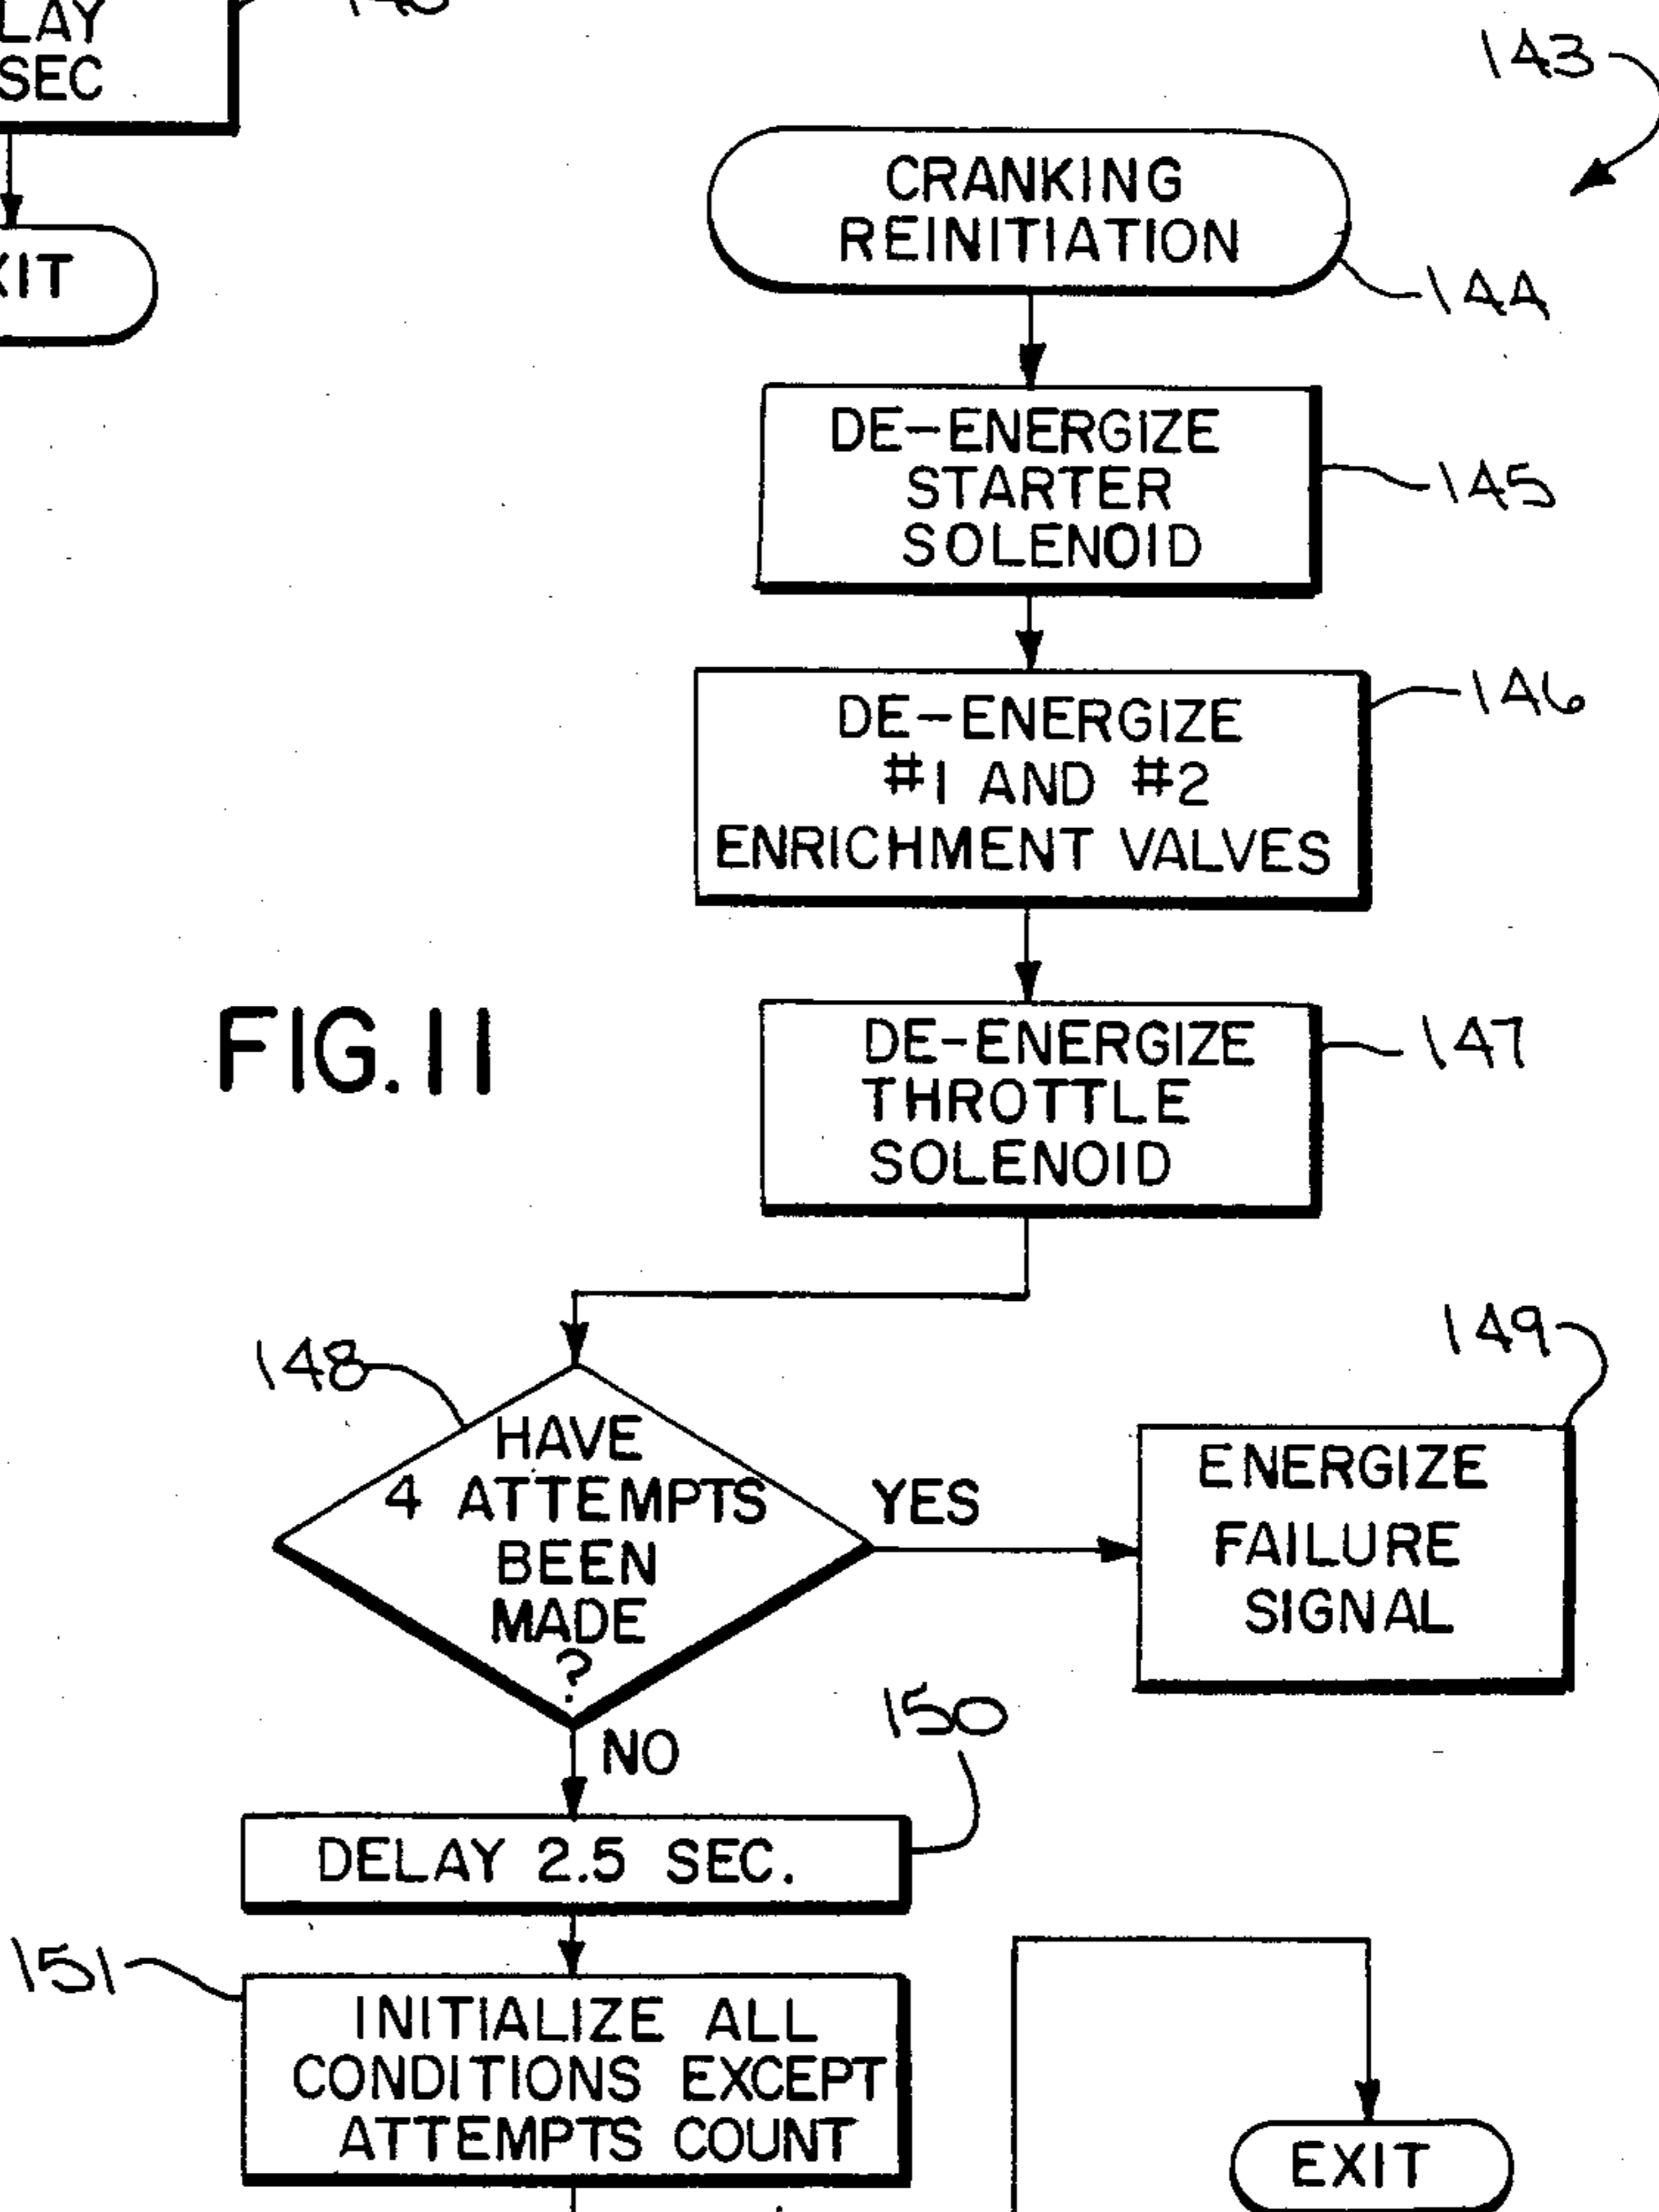 LAY
SEC
XIT
143
CRANKING
REINITIATION
144
DE-ENERGIZE
STARTER
SOLENOID
145
DE-ENERGIZE
#1 AND #2
ENRICHMENT VALVES
146
FIG. 11
DE-ENERGIZE
THROTTLE
SOLENOID
147
148
HAVE
4 ATTEMPTS
BEEN
MADE
?
YES
149
ENERGIZE
FAILURE
SIGNAL
NO
150
DELAY 2.5 SEC.
151
INITIALIZE ALL
CONDITIONS EXCEPT
ATTEMPTS COUNT
EXIT